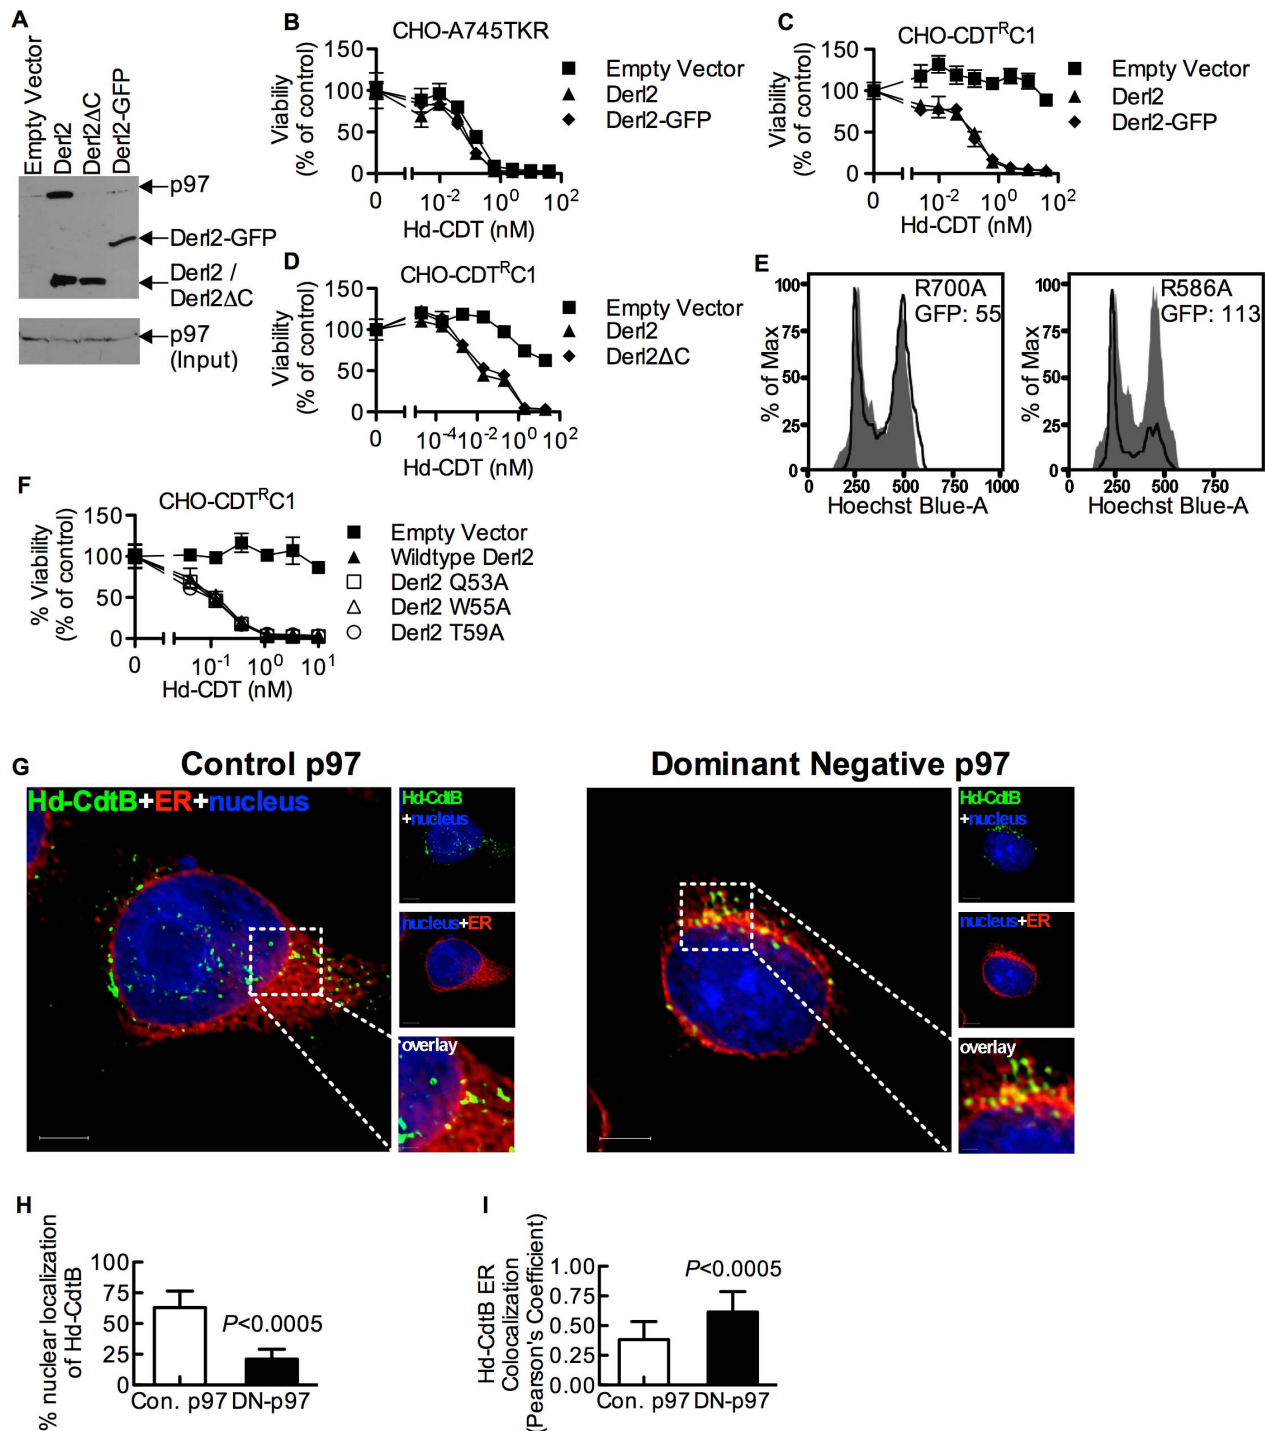 A
Empty Vector
Derl2
Derl2ΔC
Derl2-GFP
p97
Derl2-GFP
Derl2 /
Derl2ΔC
p97
(Input)
B
CHO-A745TKR
Viability
(% of control)
150
100
50
0
0 10⁻² 10⁰ 10²
Hd-CDT (nM)
Empty Vector
Derl2
Derl2-GFP
C
CHO-CDTᴿC1
Viability
(% of control)
150
100
50
0
0 10⁻² 10⁰ 10²
Hd-CDT (nM)
Empty Vector
Derl2
Derl2-GFP
D
CHO-CDTᴿC1
Viability
(% of control)
150
100
50
0
0 10⁻⁴ 10⁻² 10⁰ 10²
Hd-CDT (nM)
Empty Vector
Derl2
Derl2ΔC
E
% of Max
100
75
50
25
0
R700A
GFP: 55
0 250 500 750 1000
Hoechst Blue-A
% of Max
100
75
50
25
0
R586A
GFP: 113
0 250 500 750
Hoechst Blue-A
F
CHO-CDTᴿC1
% Viability
(% of control)
150
100
50
0
0 10⁻¹ 10⁰ 10¹
Hd-CDT (nM)
Empty Vector
Wildtype Derl2
Derl2 Q53A
Derl2 W55A
Derl2 T59A
G
Control p97
Hd-CdtB+ER+nucleus
Hd-CdtB
+nucleus
nucleus+ER
overlay
Dominant Negative p97
Hd-CdtB
+nucleus
nucleus+ER
overlay
H
% nuclear localization
of Hd-CdtB
100
75
50
25
0
P<0.0005
Con. p97 DN-p97
I
Hd-CdtB ER
Colocalization
(Pearson's Coefficient)
1.00
0.75
0.50
0.25
0.00
P<0.0005
Con. p97 DN-p97